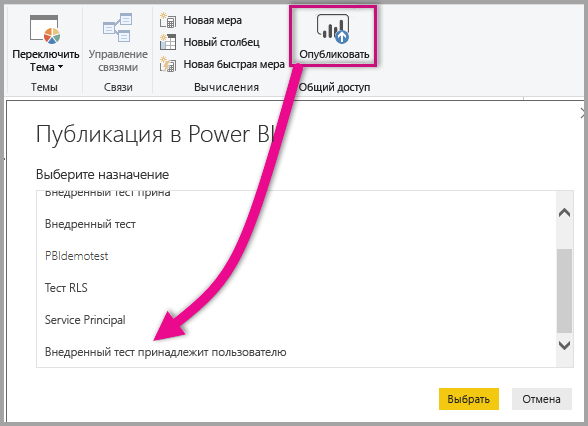 Переключить
Тема
Темы
Управление
связями
Связи
Новая мера
Новый столбец
Новая быстрая мера
Вычисления
Опубликовать
Общий доступ
Публикация в Power BI
Выберите назначение
Внедренный тест прина
Внедренный тест
PBIdemotest
Тест RLS
Service Principal
Внедренный тест принадлежит пользователю
Выбрать
Отмена